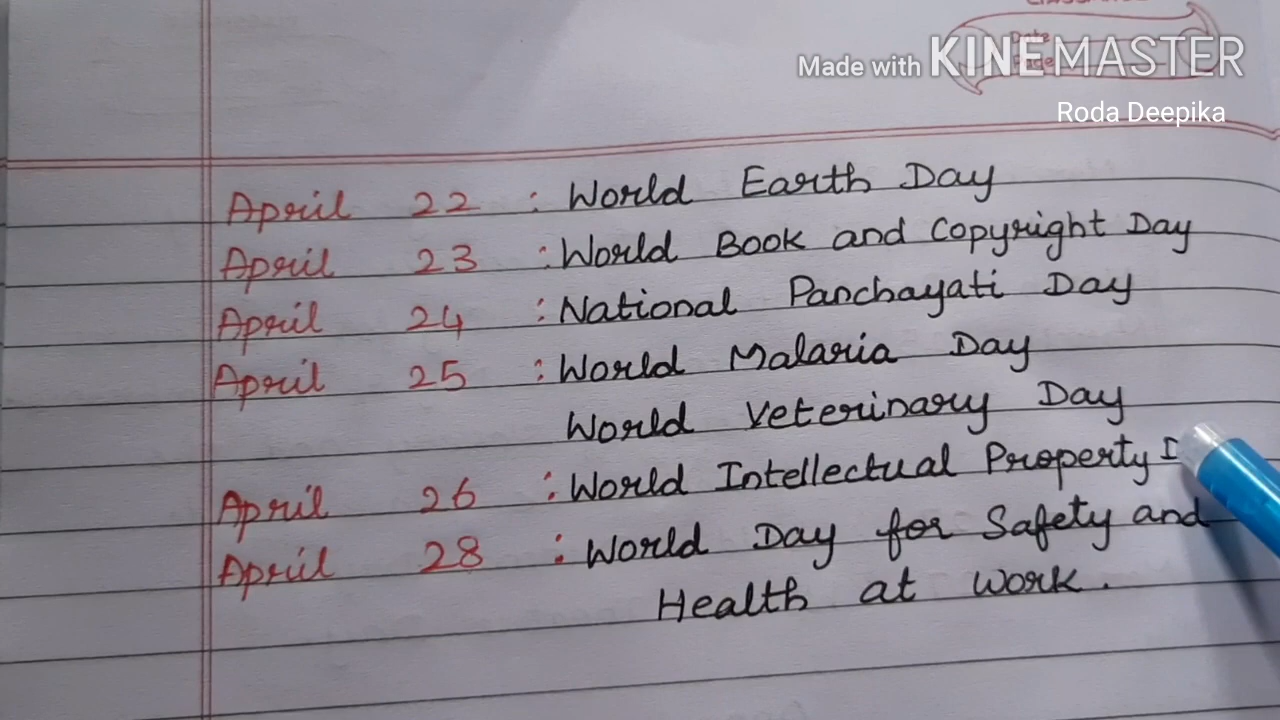 Made with KINEMASTER
Roda Deepika
April 22 : World Earth Day
April 23 : World Book and Copyright Day
April 24 : National Panchayati Day
April 25 : World Malaria Day
World Veterinary Day
April 26 : World Intellectual Property D
April 28 : World Day for Safety and
Health at work.